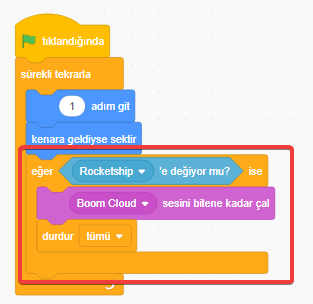 tıklandığında
sürekli tekrarla
1 adım git
kenara geldiyse sektir
eğer Rocketship 'e değiyor mu? ise
Boom Cloud sesini bitene kadar çal
durdur tümü